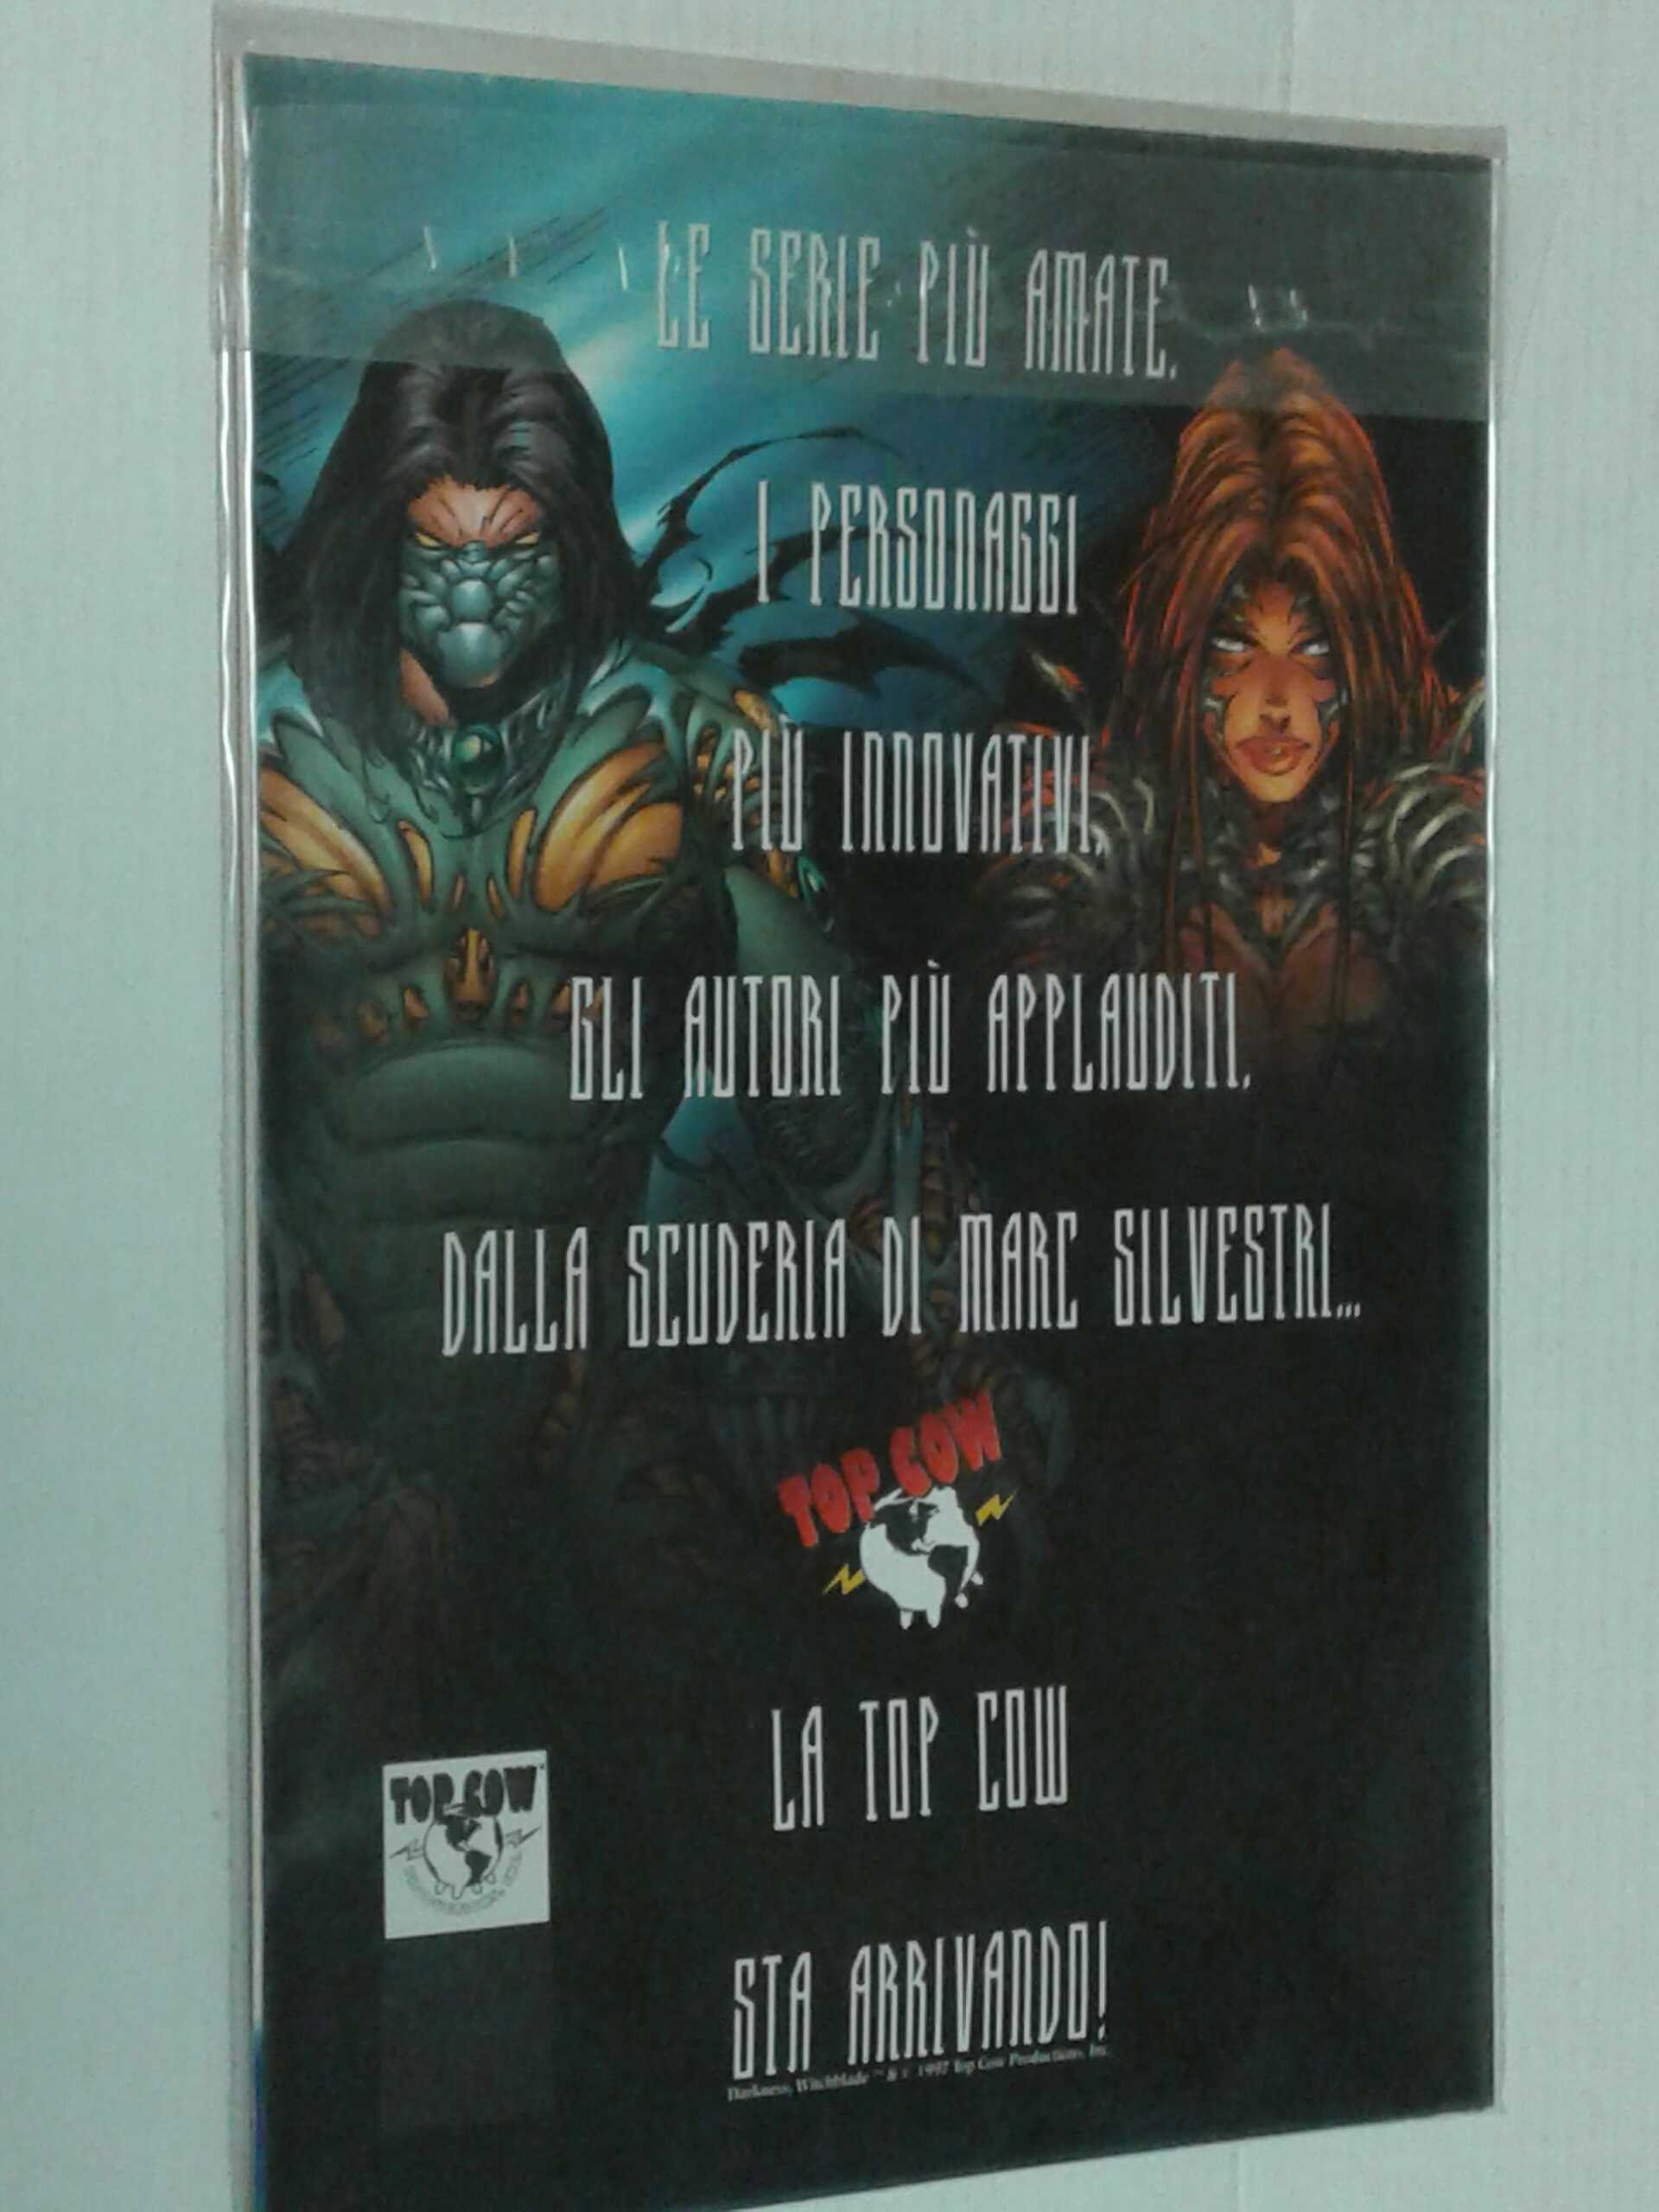 LE SERIE PIÙ AMATE.
I PERSONAGGI
PIÙ INNOVATIVI.
GLI AUTORI PIÙ APPLAUDITI.
DALLA SCUDERIA DI MARC SILVESTRI...
TOP COW
LA TOP COW
TOP COW
STA ARRIVANDO!
Darkness, Witchblade ™ & © 1997 Top Cow Productions, Inc.